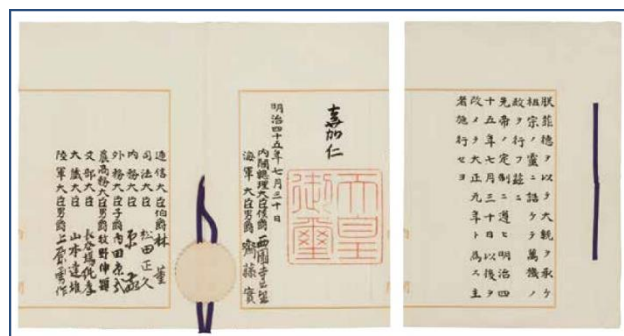 朕菲徳ヲ以テ大統ヲ承ケ
祖宗ノ靈ニ誥ケテ萬機ノ
政ヲ行フ茲ニ
先帝ノ定制ニ遵ヒ明治四
十五年七月三十日以後ヲ
改メテ大正元年ト爲ス主
者施行セヨ
嘉仁
天皇
御璽
明治四十五年七月三十日
内閣總理大臣侯爵 西園寺公望
海軍大臣男爵 齋藤實
陸軍大臣男爵上原勇作
大藏大臣 山本達雄
文部大臣 長谷場純孝
農商務大臣男爵牧野伸顯
外務大臣子爵内田康哉
内務大臣 原敬
司法大臣 松田正久
遞信大臣伯爵林 董